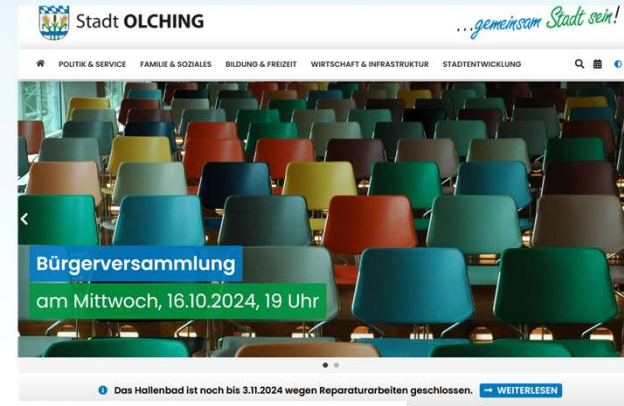 Stadt OLCHING
...gemeinsam Stadt sein!
POLITIK & SERVICE FAMILIE & SOZIALES BILDUNG & FREIZEIT WIRTSCHAFT & INFRASTRUKTUR STADTENTWICKLUNG
Bürgerversammlung
am Mittwoch, 16.10.2024, 19 Uhr
Das Hallenbad ist noch bis 3.11.2024 wegen Reparaturarbeiten geschlossen. → WEITERLESEN